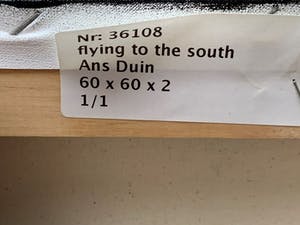 Nr: 36108
flying to the south
Ans Duin
60 x 60 x 2
1/1